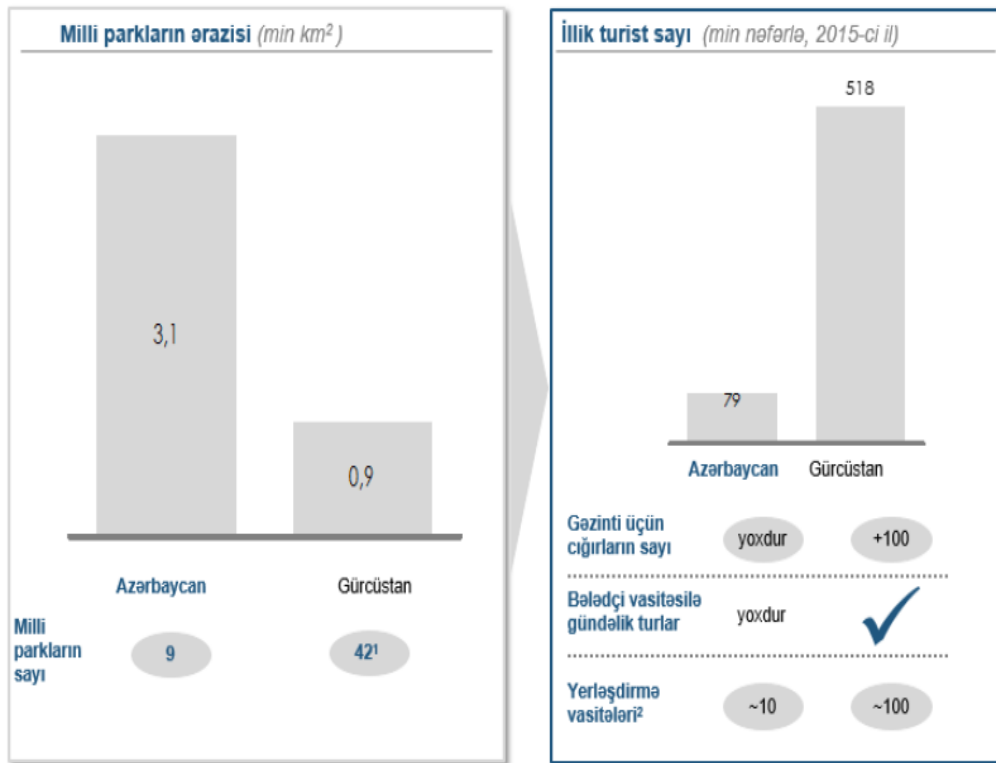 Milli parkların ərazisi (min km²)
3,1
0,9
Azərbaycan
Gürcüstan
Milli
parkların
sayı
9
42¹
İllik turist sayı (min nəfərlə, 2015-ci il)
518
79
Azərbaycan
Gürcüstan
Gəzinti üçün
cığırların sayı
yoxdur
+100
Bələdçi vasitəsilə
gündəlik turlar
yoxdur
Yerləşdirmə
vasitələri²
~10
~100